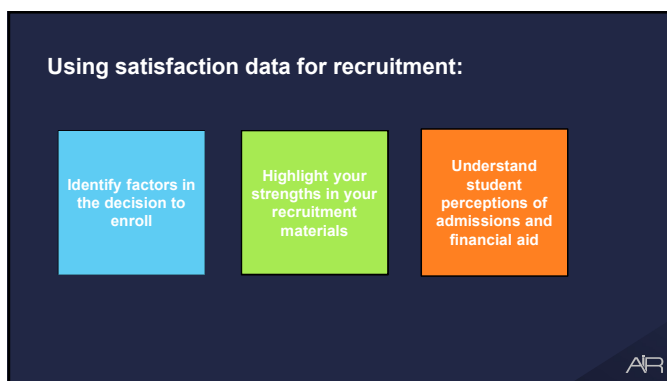 Using satisfaction data for recruitment:
Identify factors in
the decision to
enroll
Highlight your
strengths in your
recruitment
materials
Understand
student
perceptions of
admissions and
financial aid
AIR